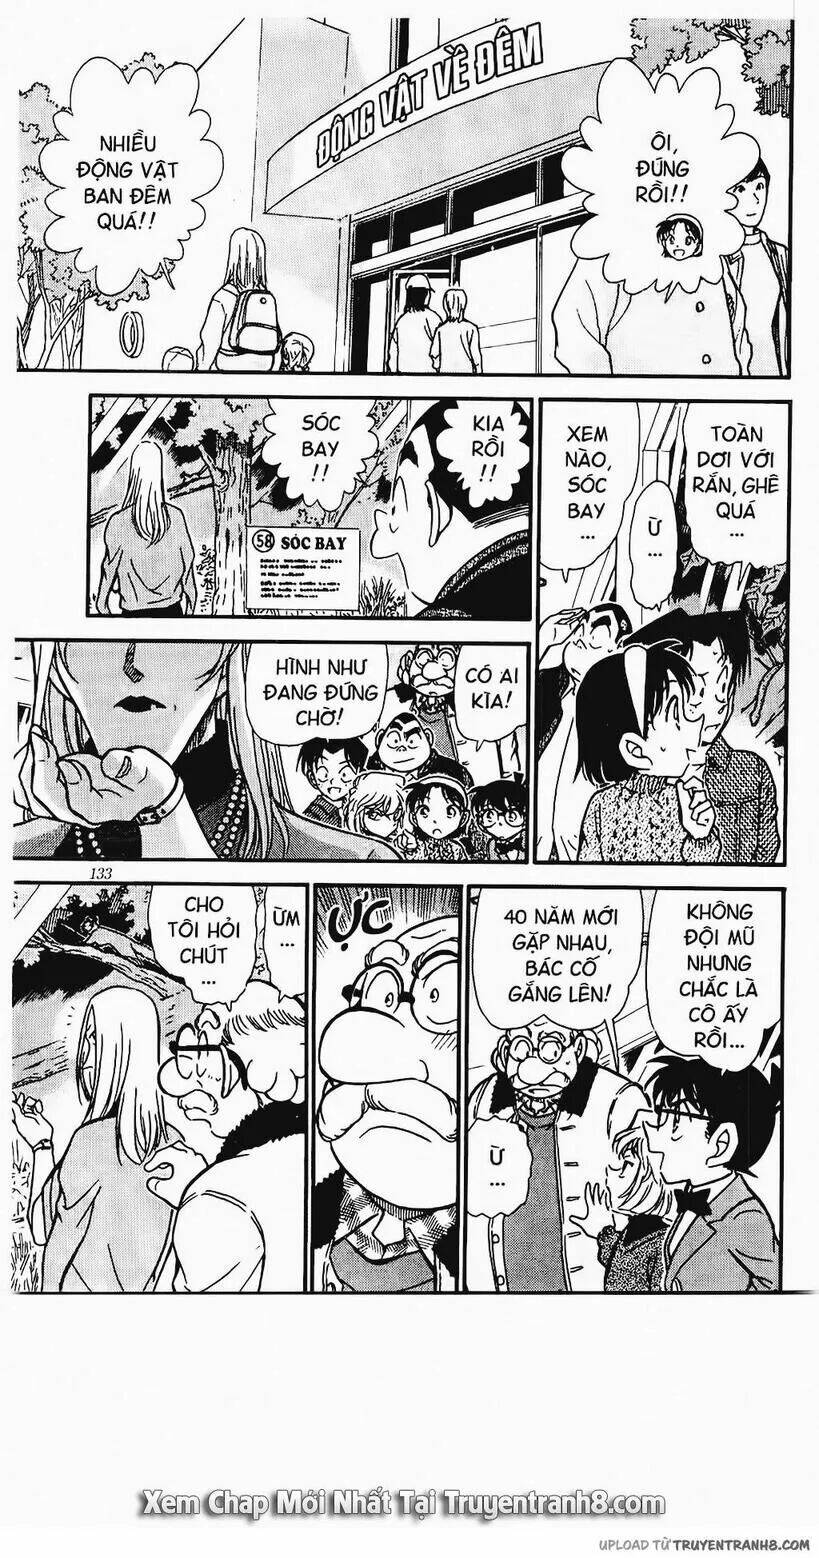 ĐỘNG VẬT VỀ ĐÊM
ÔI,
ĐÚNG
RỒI!!
NHIỀU
ĐỘNG VẬT
BAN ĐÊM
QUÁ!!
TOÀN
DƠI VỚI
RẮN, GHÊ
QUÁ
...
Ừ
...
XEM
NÀO,
SÓC
BAY ...
KIA
RỒI
!!
SÓC
BAY
!!
58 SÓC BAY
CÓ AI
KÌA!
HÌNH NHƯ
ĐANG ĐỨNG
CHỜ!
133
KHÔNG
ĐỘI MŨ
NHƯNG
CHẮC LÀ
CÔ ẤY
RỒI...
40 NĂM MỚI
GẶP NHAU,
BÁC CỐ
GẮNG LÊN!
Ừ
...
ỰC
ỪM
...
CHO
TÔI HỎI
CHÚT
...
Xem Chap Mới Nhất Tại Truyentranh8.com
UPLOAD TỪ TRUYENTRANH8.COM